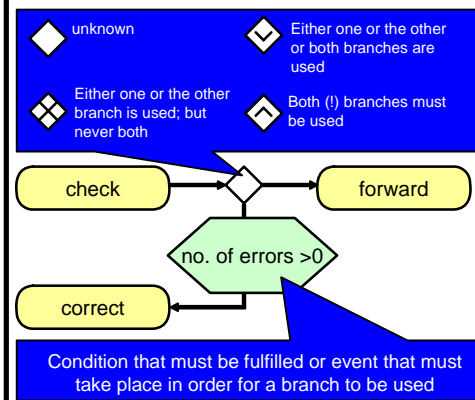 unknown
Either one or the other
or both branches are
used
Either one or the other
branch is used; but
never both
Both (!) branches must
be used
check
forward
no. of errors >0
correct
Condition that must be fulfilled or event that must
take place in order for a branch to be used